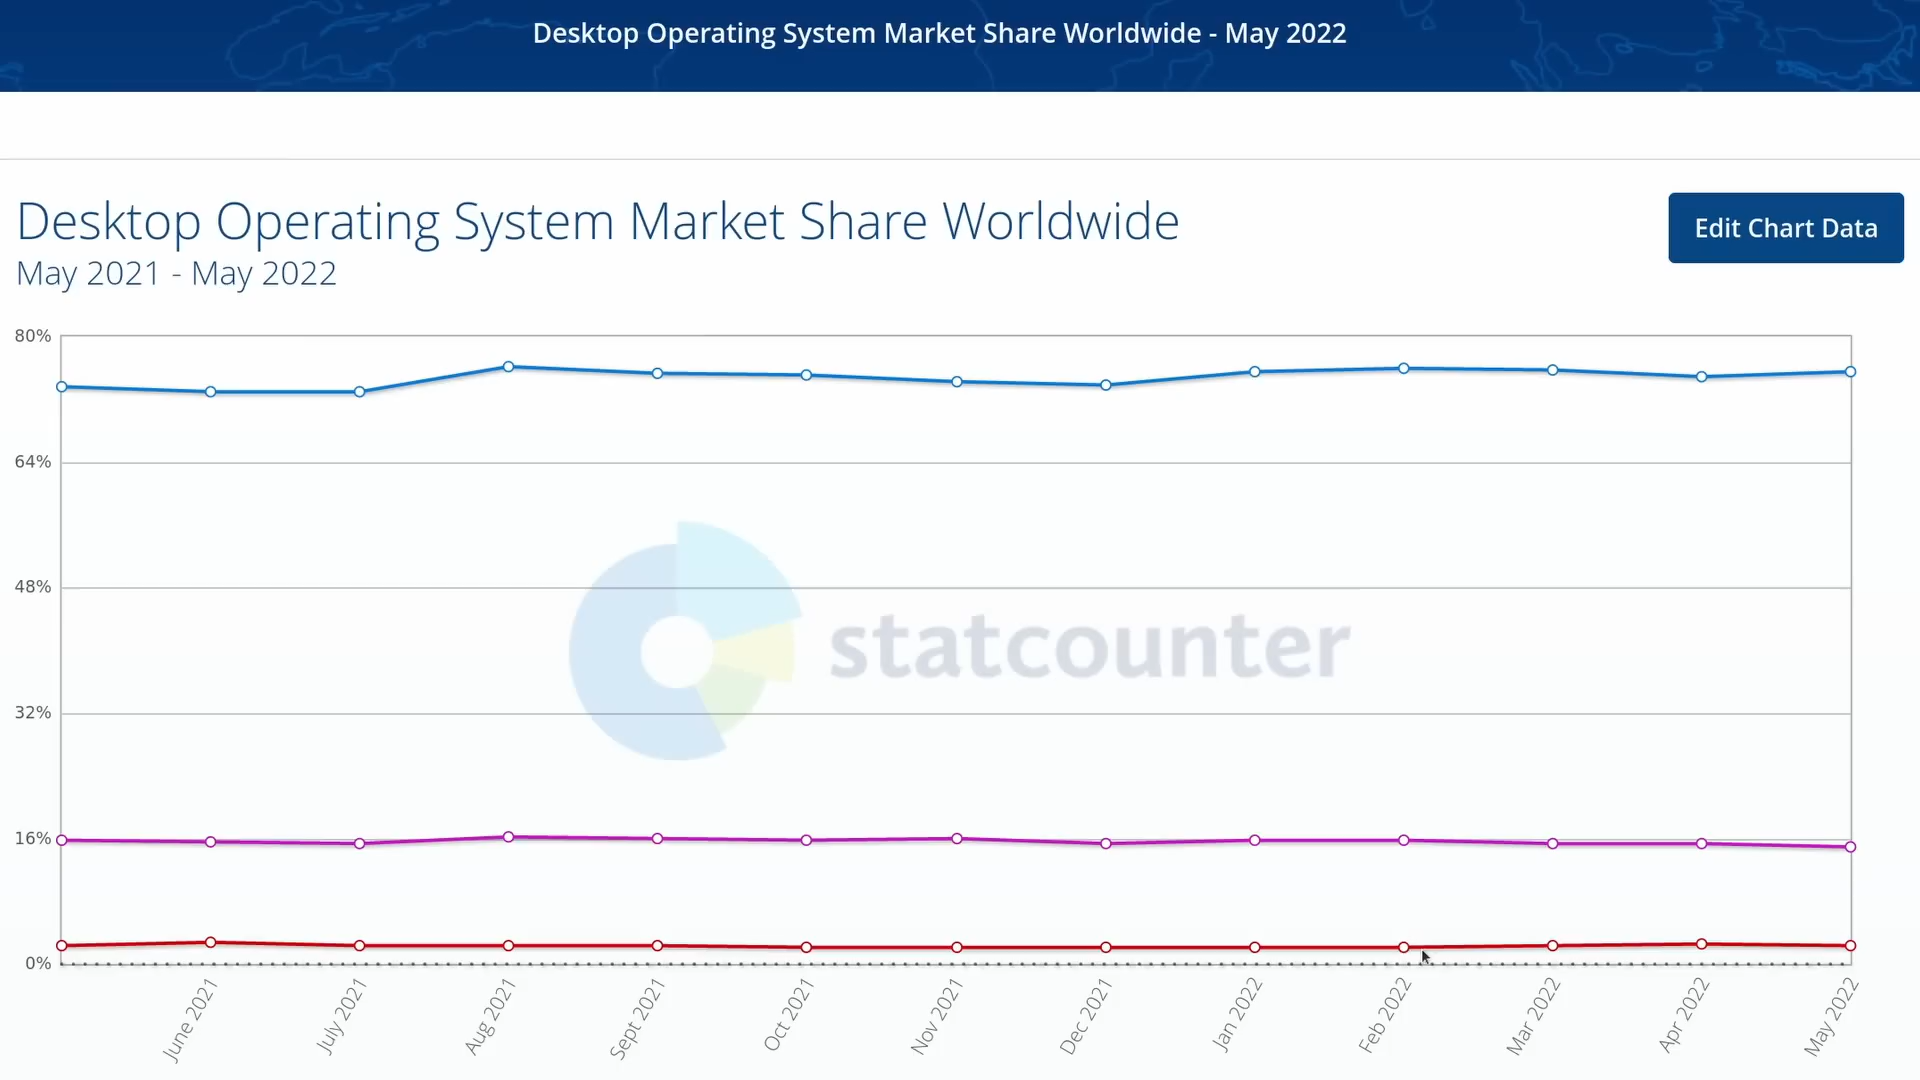 Desktop Operating System Market Share Worldwide - May 2022
Desktop Operating System Market Share Worldwide
Edit Chart Data
May 2021 - May 2022
80%
64%
48%
statcounter
32%
16%
0%
June 2021
July 2021
Aug 2021
Sept 2021
Oct 2021
Nov 2021
Dec 2021
Jan 2022
Feb 2022
Mar 2022
Apr 2022
May 2022